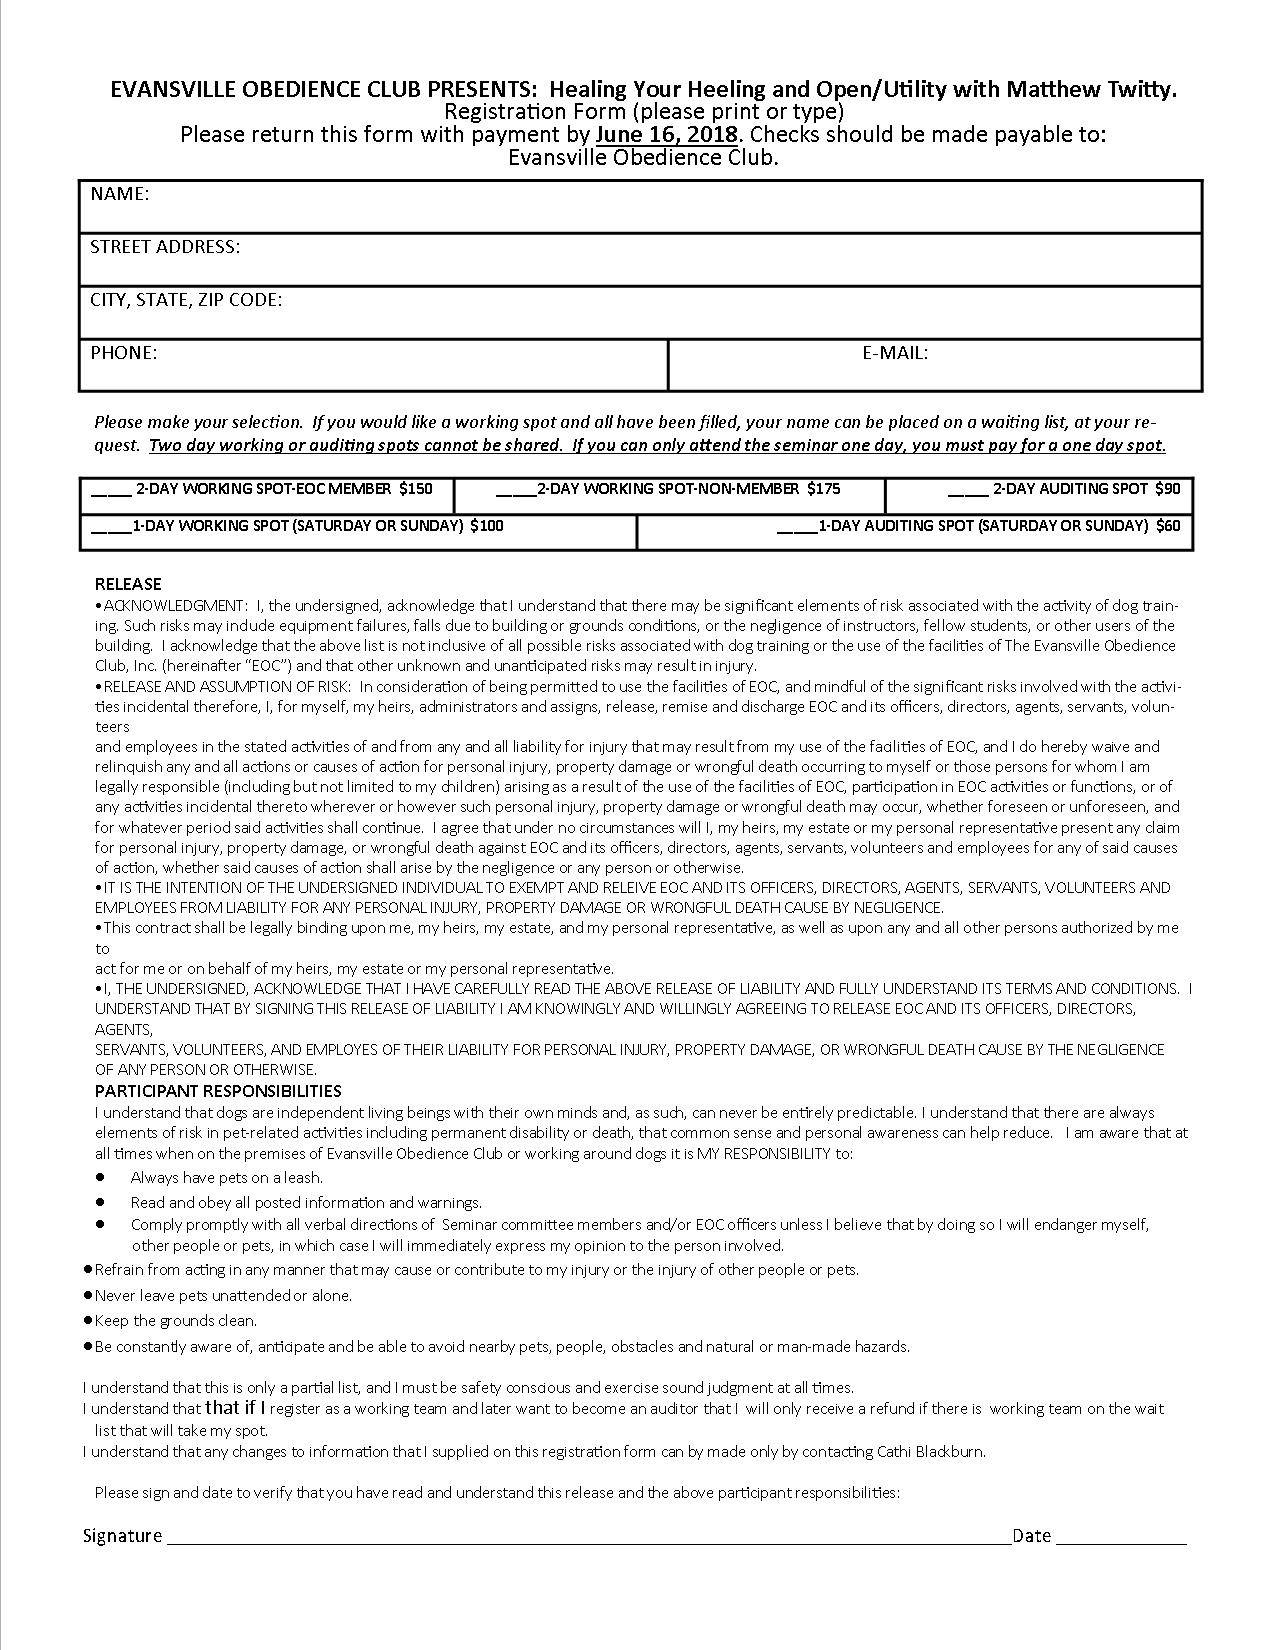 EVANSVILLE OBEDIENCE CLUB PRESENTS:  Healing Your Heeling and Open/Utility with Matthew Twitty.
Registration Form (please print or type)
Please return this form with payment by June 16, 2018. Checks should be made payable to:
Evansville Obedience Club.
NAME:
STREET ADDRESS:
CITY, STATE, ZIP CODE:
PHONE: E-MAIL:
Please make your selection.  If you would like a working spot and all have been filled, your name can be placed on a waiting list, at your re-
quest.  Two day working or auditing spots cannot be shared.  If you can only attend the seminar one day, you must pay for a one day spot.
_____ 2-DAY WORKING SPOT-EOC MEMBER  $150 _____2-DAY WORKING SPOT-NON-MEMBER  $175 _____ 2-DAY AUDITING SPOT  $90
_____1-DAY WORKING SPOT (SATURDAY OR SUNDAY)  $100 _____1-DAY AUDITING SPOT (SATURDAY OR SUNDAY)  $60
RELEASE
•ACKNOWLEDGMENT:  I, the undersigned, acknowledge that I understand that there may be significant elements of risk associated with the activity of dog train-
ing. Such risks may include equipment failures, falls due to building or grounds conditions, or the negligence of instructors, fellow students, or other users of the
building.  I acknowledge that the above list is not inclusive of all possible risks associated with dog training or the use of the facilities of The Evansville Obedience
Club, Inc. (hereinafter “EOC”) and that other unknown and unanticipated risks may result in injury.
•RELEASE AND ASSUMPTION OF RISK:  In consideration of being permitted to use the facilities of EOC, and mindful of the significant risks involved with the activi-
ties incidental therefore, I, for myself, my heirs, administrators and assigns, release, remise and discharge EOC and its officers, directors, agents, servants, volun-
teers
and employees in the stated activities of and from any and all liability for injury that may result from my use of the facilities of EOC, and I do hereby waive and
relinquish any and all actions or causes of action for personal injury, property damage or wrongful death occurring to myself or those persons for whom I am
legally responsible (including but not limited to my children) arising as a result of the use of the facilities of EOC, participation in EOC activities or functions, or of
any activities incidental thereto wherever or however such personal injury, property damage or wrongful death may occur, whether foreseen or unforeseen, and
for whatever period said activities shall continue.  I agree that under no circumstances will I, my heirs, my estate or my personal representative present any claim
for personal injury, property damage, or wrongful death against EOC and its officers, directors, agents, servants, volunteers and employees for any of said causes
of action, whether said causes of action shall arise by the negligence or any person or otherwise.
•IT IS THE INTENTION OF THE UNDERSIGNED INDIVIDUAL TO EXEMPT AND RELEIVE EOC AND ITS OFFICERS, DIRECTORS, AGENTS, SERVANTS, VOLUNTEERS AND
EMPLOYEES FROM LIABILITY FOR ANY PERSONAL INJURY, PROPERTY DAMAGE OR WRONGFUL DEATH CAUSE BY NEGLIGENCE.
•This contract shall be legally binding upon me, my heirs, my estate, and my personal representative, as well as upon any and all other persons authorized by me
to
act for me or on behalf of my heirs, my estate or my personal representative.
•I, THE UNDERSIGNED, ACKNOWLEDGE THAT I HAVE CAREFULLY READ THE ABOVE RELEASE OF LIABILITY AND FULLY UNDERSTAND ITS TERMS AND CONDITIONS.  I
UNDERSTAND THAT BY SIGNING THIS RELEASE OF LIABILITY I AM KNOWINGLY AND WILLINGLY AGREEING TO RELEASE EOC AND ITS OFFICERS, DIRECTORS,
AGENTS,
SERVANTS, VOLUNTEERS, AND EMPLOYES OF THEIR LIABILITY FOR PERSONAL INJURY, PROPERTY DAMAGE, OR WRONGFUL DEATH CAUSE BY THE NEGLIGENCE
OF ANY PERSON OR OTHERWISE.
PARTICIPANT RESPONSIBILITIES
I understand that dogs are independent living beings with their own minds and, as such, can never be entirely predictable. I understand that there are always
elements of risk in pet-related activities including permanent disability or death, that common sense and personal awareness can help reduce.   I am aware that at
all times when on the premises of Evansville Obedience Club or working around dogs it is MY RESPONSIBILITY to:
● Always have pets on a leash.
● Read and obey all posted information and warnings.
● Comply promptly with all verbal directions of  Seminar committee members and/or EOC officers unless I believe that by doing so I will endanger myself,
other people or pets, in which case I will immediately express my opinion to the person involved.
●Refrain from acting in any manner that may cause or contribute to my injury or the injury of other people or pets.
●Never leave pets unattended or alone.
●Keep the grounds clean.
●Be constantly aware of, anticipate and be able to avoid nearby pets, people, obstacles and natural or man-made hazards.
I understand that this is only a partial list, and I must be safety conscious and exercise sound judgment at all times.
I understand that that if I register as a working team and later want to become an auditor that I  will only receive a refund if there is  working team on the wait
list that will take my spot.
I understand that any changes to information that I supplied on this registration form can by made only by contacting Cathi Blackburn.
Please sign and date to verify that you have read and understand this release and the above participant responsibilities:
Signature ______________________________Date ____________